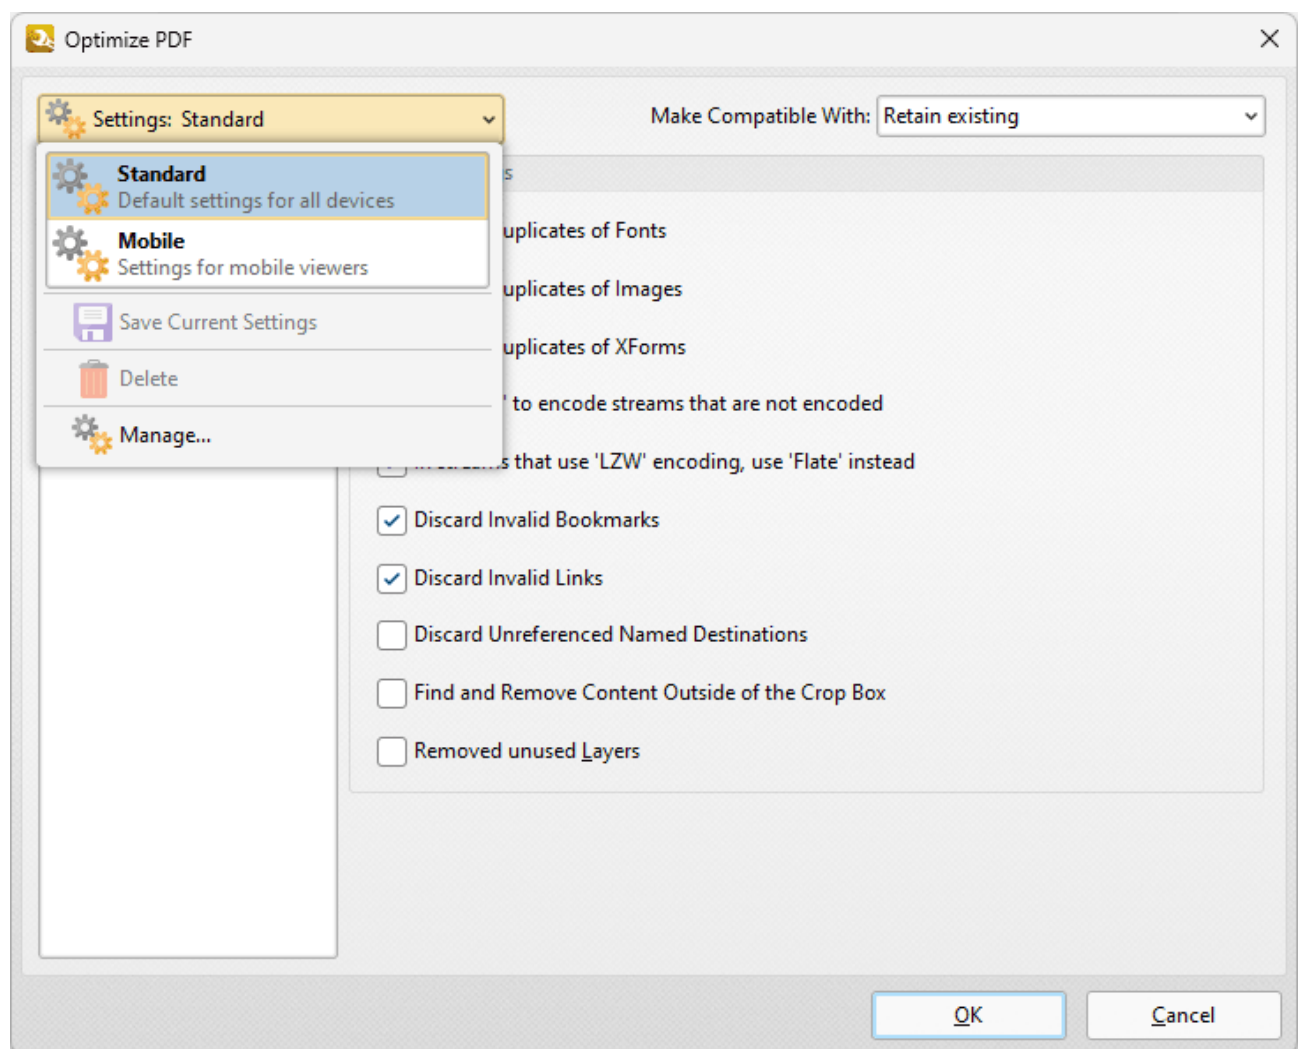 Optimize PDF
Settings: Standard
Make Compatible With: Retain existing
Standard
Default settings for all devices
Mobile
Settings for mobile viewers
Save Current Settings
Delete
Manage...
of Fonts
of Images
of XForms
to encode streams that are not encoded
that use 'LZW' encoding, use 'Flate' instead
Discard Invalid Bookmarks
Discard Invalid Links
Discard Unreferenced Named Destinations
Find and Remove Content Outside of the Crop Box
Removed unused Layers
OK
Cancel